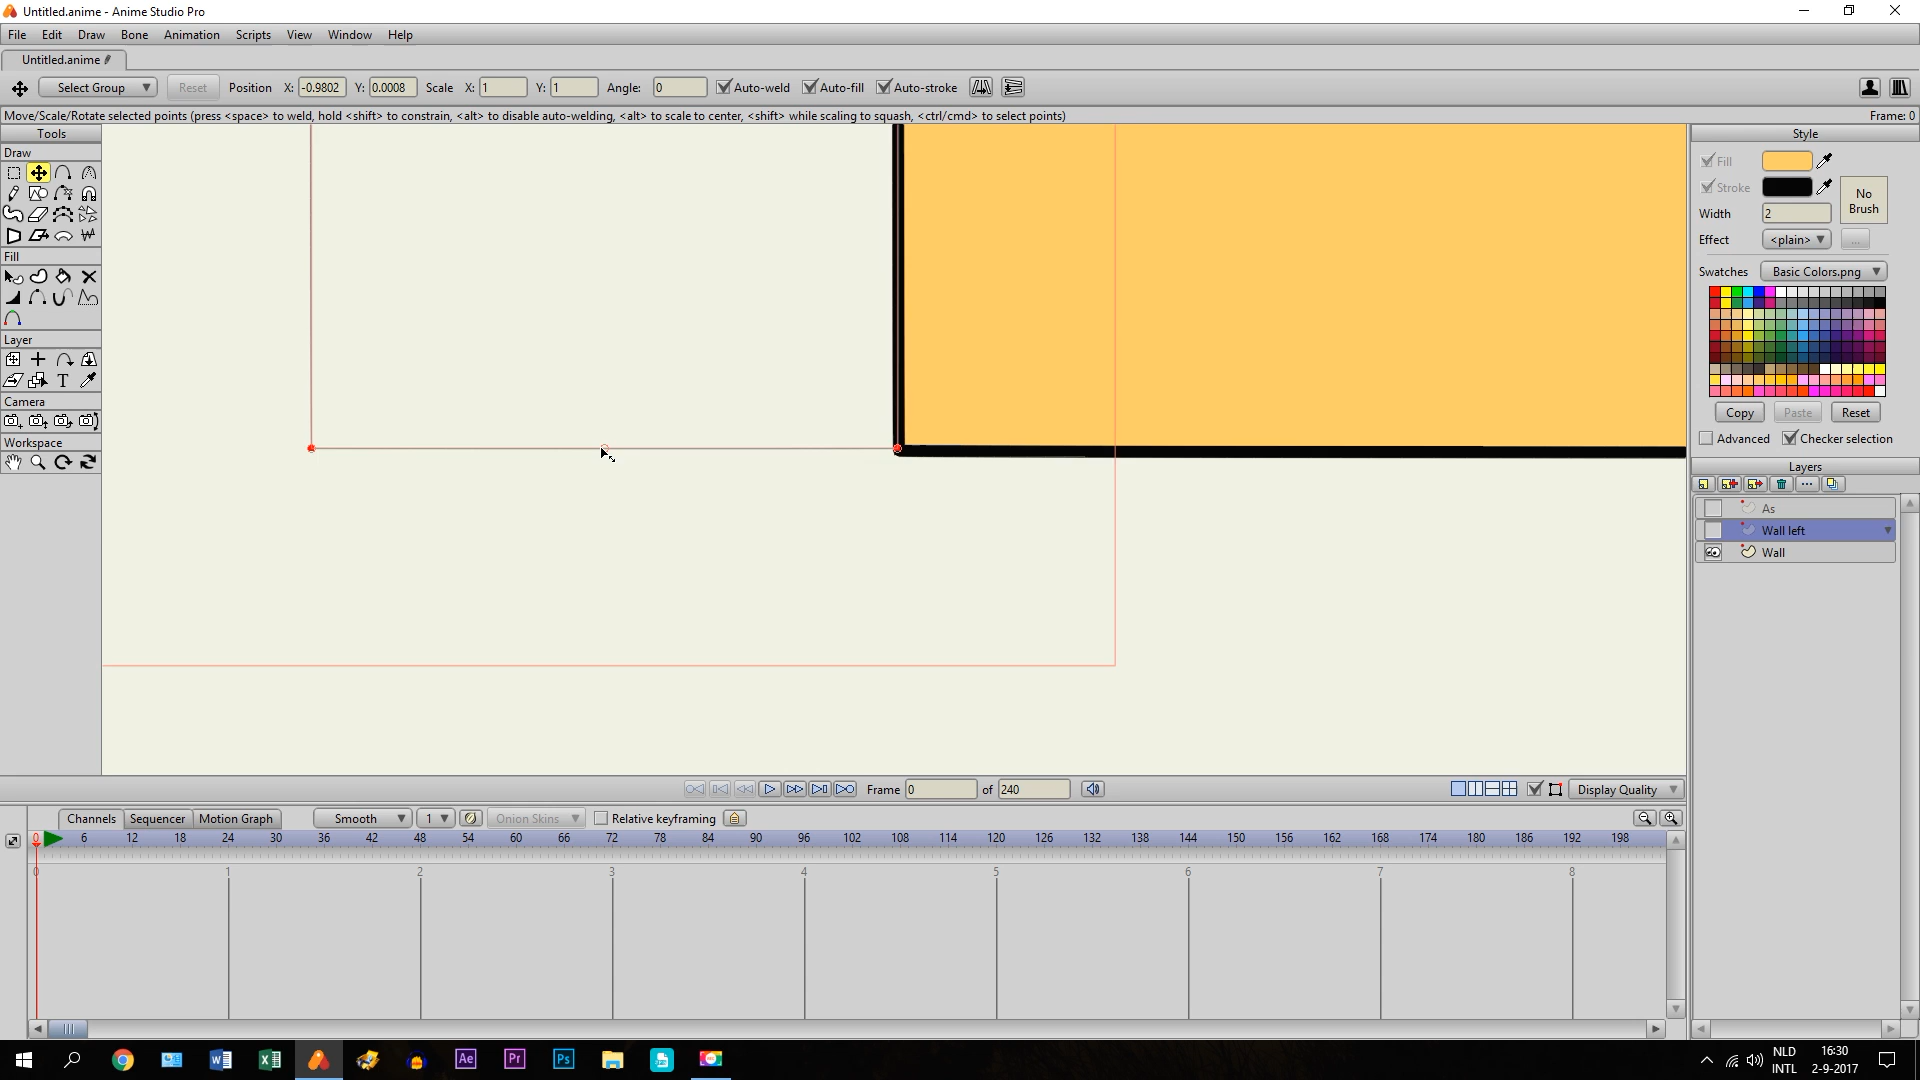 Untitled.anime - Anime Studio Pro
File Edit Draw Bone Animation Scripts View Window Help
Untitled.anime
Select Group Reset Position X: -0.9802 Y: 0.0008 Scale X: 1 Y: 1 Angle: 0 Auto-weld Auto-fill Auto-stroke
Move/Scale/Rotate selected points (press <space> to weld, hold <shift> to constrain, <alt> to disable auto-welding, <alt> to scale to center, <shift> while scaling to squash, <ctrl/cmd> to select points) Frame: 0
Tools
Draw
Fill
Layer
T
Camera
Workspace
Style
Fill
Stroke
No
Brush
Width 2
Effect <plain> ...
Swatches Basic Colors.png
Copy Paste Reset
Advanced Checker selection
Layers
As
Wall left
Wall
Frame 0 of 240 Display Quality
Channels Sequencer Motion Graph Smooth 1 Onion Skins Relative keyframing
0 6 12 18 24 30 36 42 48 54 60 66 72 78 84 90 96 102 108 114 120 126 132 138 144 150 156 162 168 174 180 186 192 198
0 1 2 3 4 5 6 7 8
Ae Pr Ps
NLD 16:30
INTL 2-9-2017